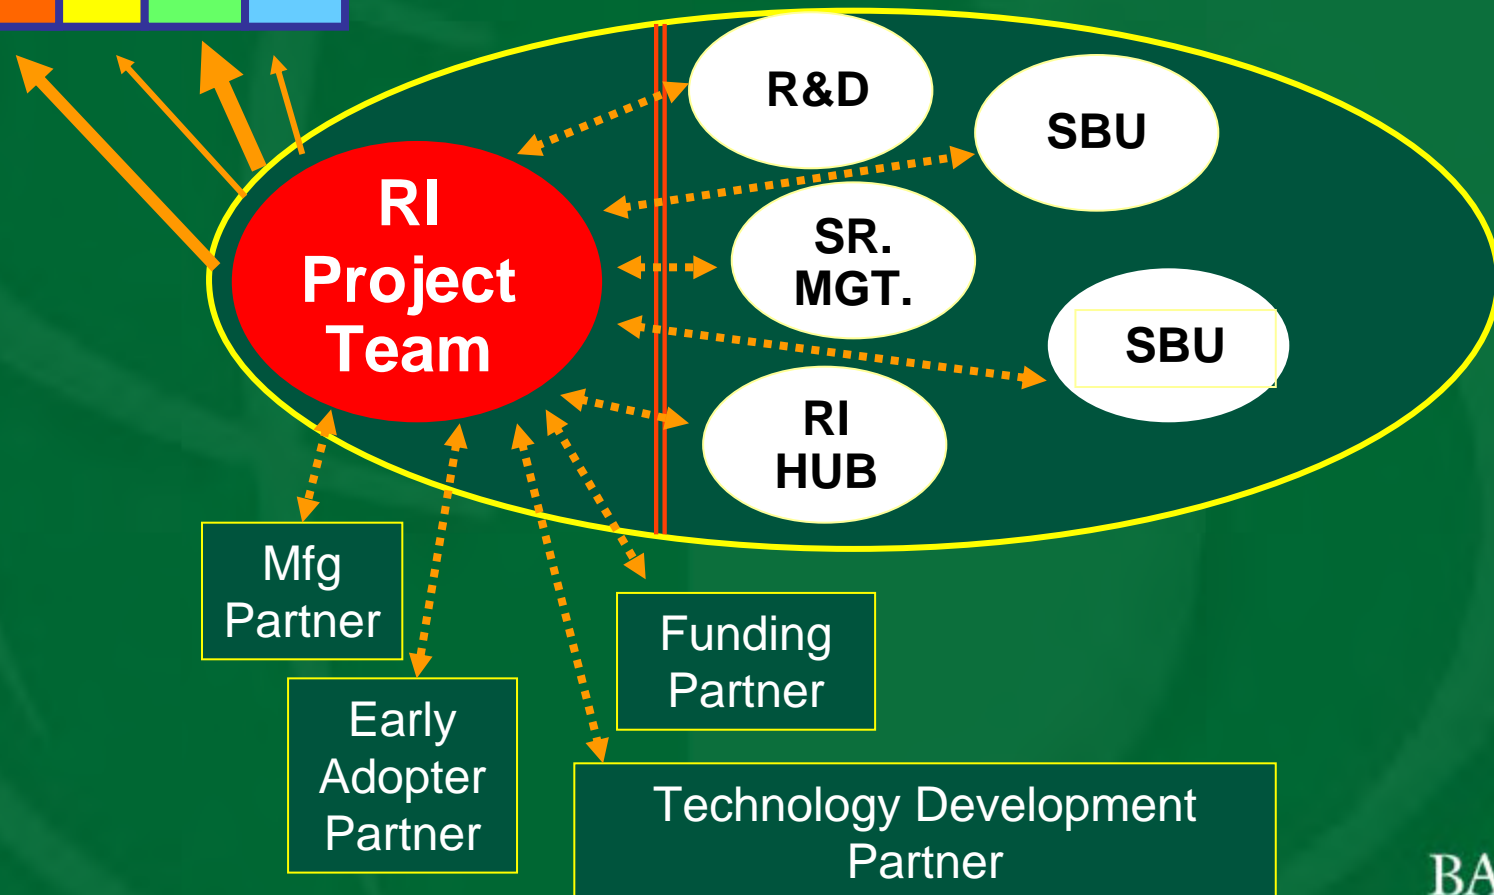 R&D
SBU
RI
Project
Team
SR.
MGT.
SBU
RI
HUB
Mfg
Partner
Funding
Partner
Early
Adopter
Partner
Technology Development
Partner
BA